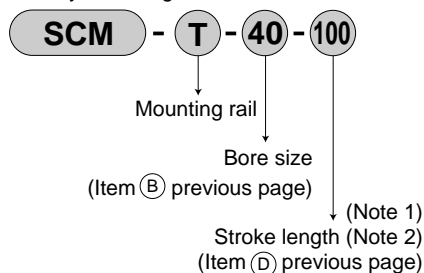 SCM - T - 40 - 100
Mounting rail
Bore size
(Item Ⓑ previous page)
(Note 1)
Stroke length (Note 2)
(Item Ⓓ previous page)